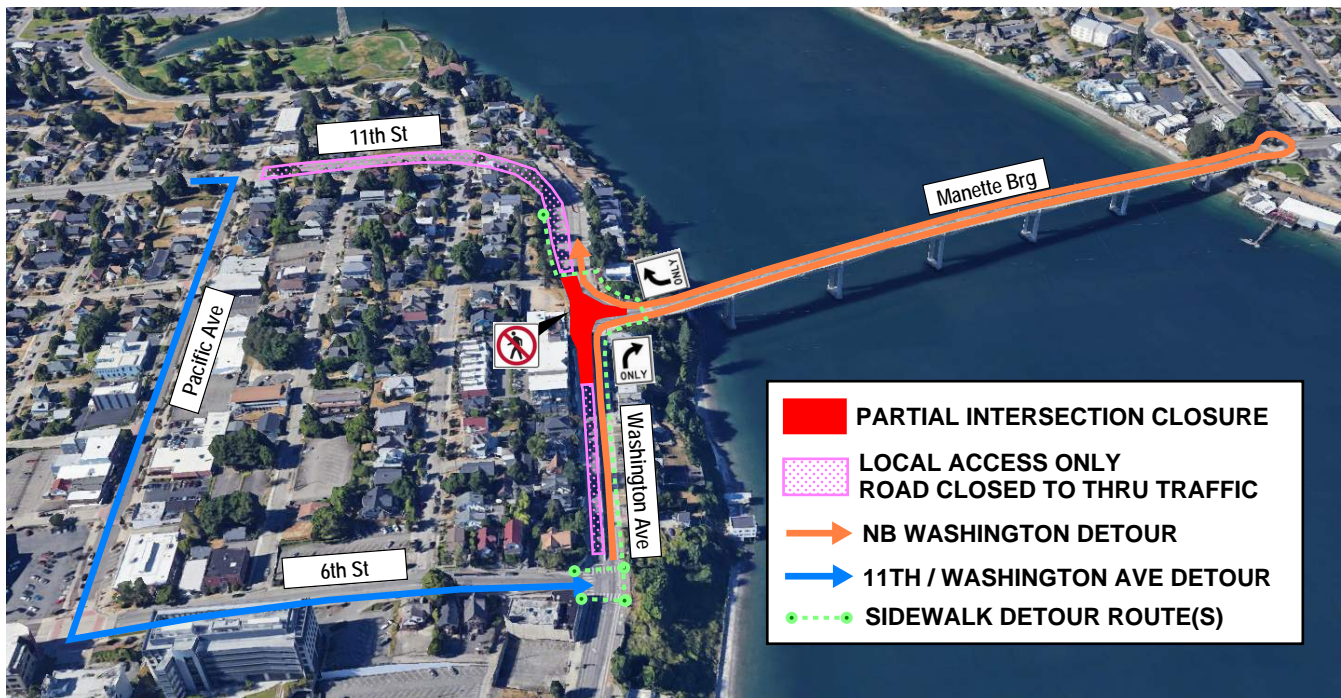 11th St
Manette Brg
ONLY
Pacific Ave
ONLY
Washington Ave
6th St
PARTIAL INTERSECTION CLOSURE
LOCAL ACCESS ONLY
ROAD CLOSED TO THRU TRAFFIC
NB WASHINGTON DETOUR
11TH / WASHINGTON AVE DETOUR
SIDEWALK DETOUR ROUTE(S)